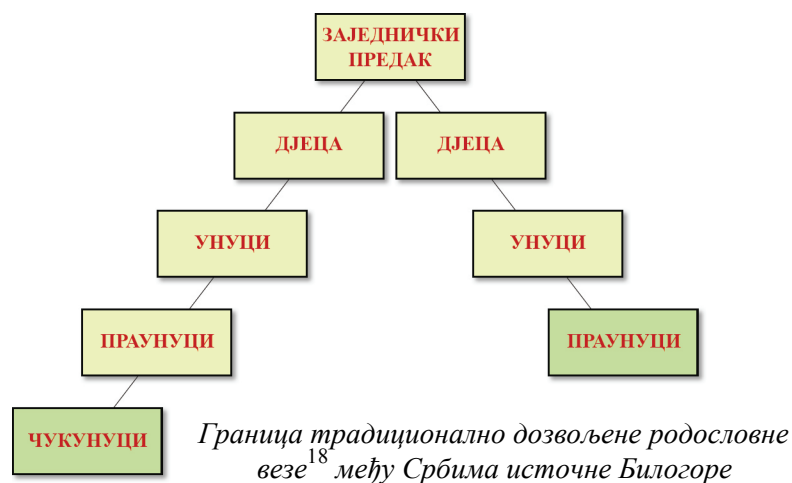 ЗАЈЕДНИЧКИ
ПРЕДАК
ДЈЕЦА ДЈЕЦА
УНУЦИ УНУЦИ
ПРАУНУЦИ ПРАУНУЦИ
ЧУКУНУЦИ
Граница традиционално дозвољене родословне
везе18 међу Србима источне Билогоре